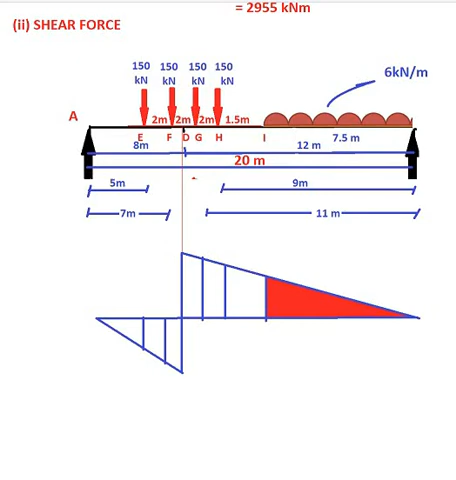 = 2955 kNm
(ii) SHEAR FORCE
150 150 150 150
kN kN kN kN
6kN/m
A
2m 2m 2m 1.5m
E F D G H I 7.5 m
8m 12 m
20 m
5m 9m
7m 11 m